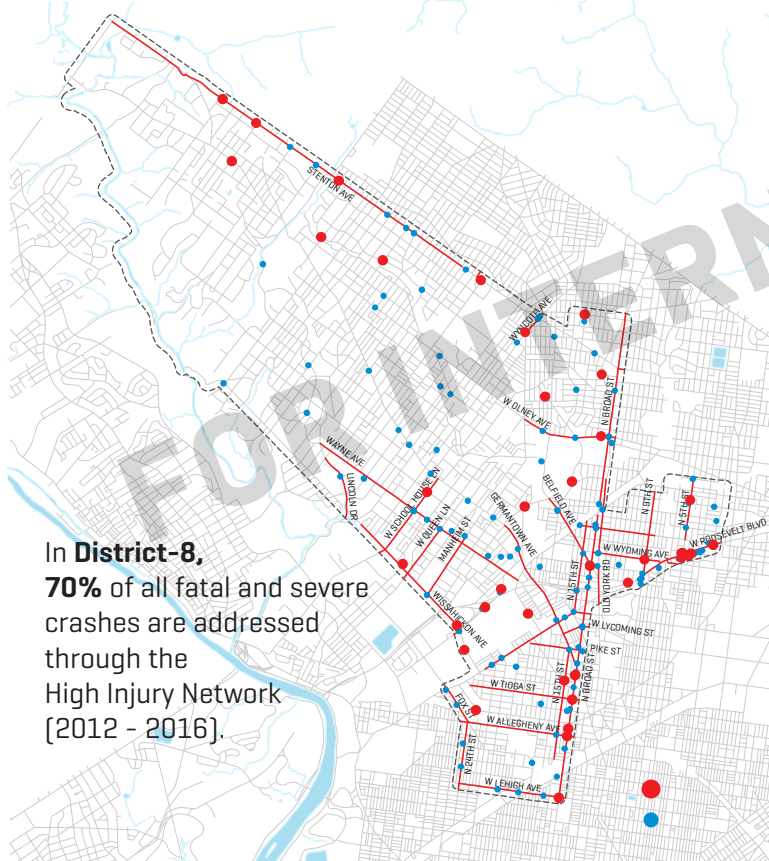 STENTON AVE
FOR INTERN
WYNCOTE AVE
N BROAD ST
W OLNEY AVE
WAYNE AVE
LINCOLN DR
W SCHOOL HOUSE LN
W QUEEN LN
MANHEIM ST
GERMANTOWN AVE
BELFIELD AVE
N 9TH ST
N 5TH ST
W ROOSEVELT BLVD
W WYOMING AVE
N 15TH ST
OLD YORK RD
In District-8,
70% of all fatal and severe
crashes are addressed
through the
High Injury Network
(2012 - 2016).
WISSAHICKON AVE
W LYCOMING ST
PIKE ST
N BROAD ST
N 15TH ST
W TIOGA ST
FOX ST
W ALLEGHENY AVE
N 24TH ST
W LEHIGH AVE